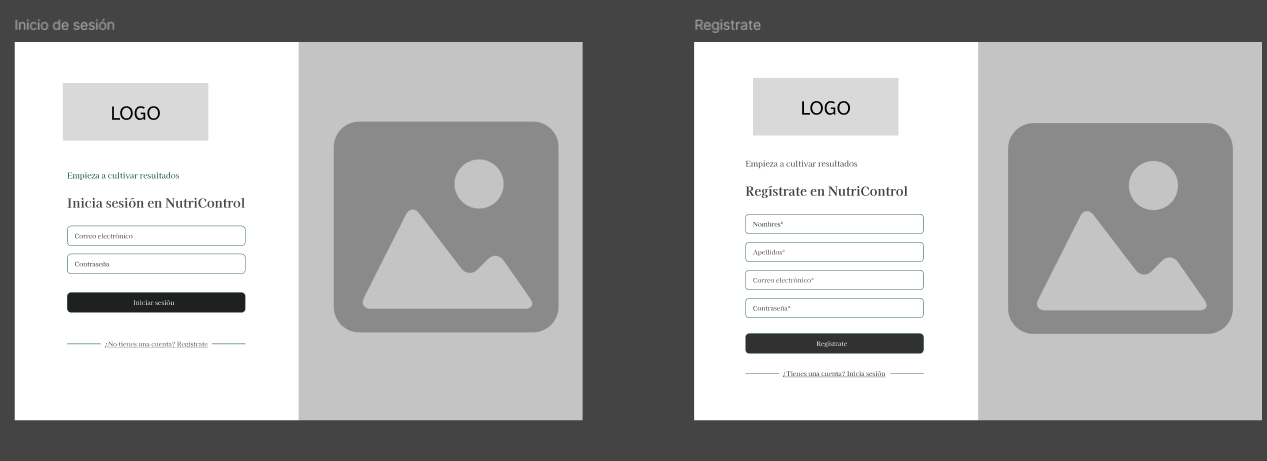 Inicio de sesión
LOGO
Empieza a cultivar resultados
Inicia sesión en NutriControl
Correo electrónico
Contraseña
Iniciar sesión
¿No tienes una cuenta? Regístrate
Registrate
LOGO
Empieza a cultivar resultados
Regístrate en NutriControl
Nombres*
Apellidos*
Correo electrónico*
Contraseña*
Regístrate
¿Tienes una cuenta? Inicia sesión